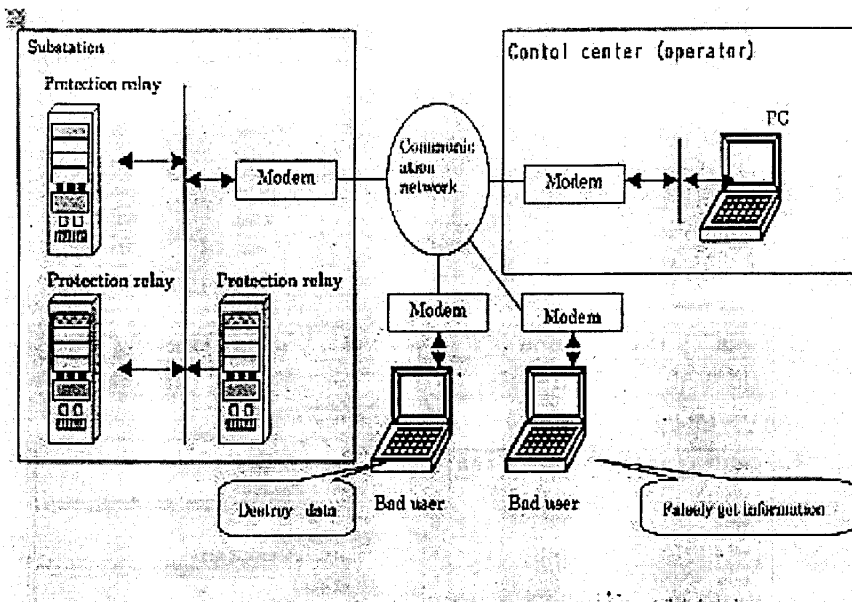 Substation
Contol center (operator)
Protection relay
PC
Communic
ation
network
Modem
Modem
Protection relay
Protection relay
Modem
Modem
Destroy data
Bad user
Bad user
Falsely get information